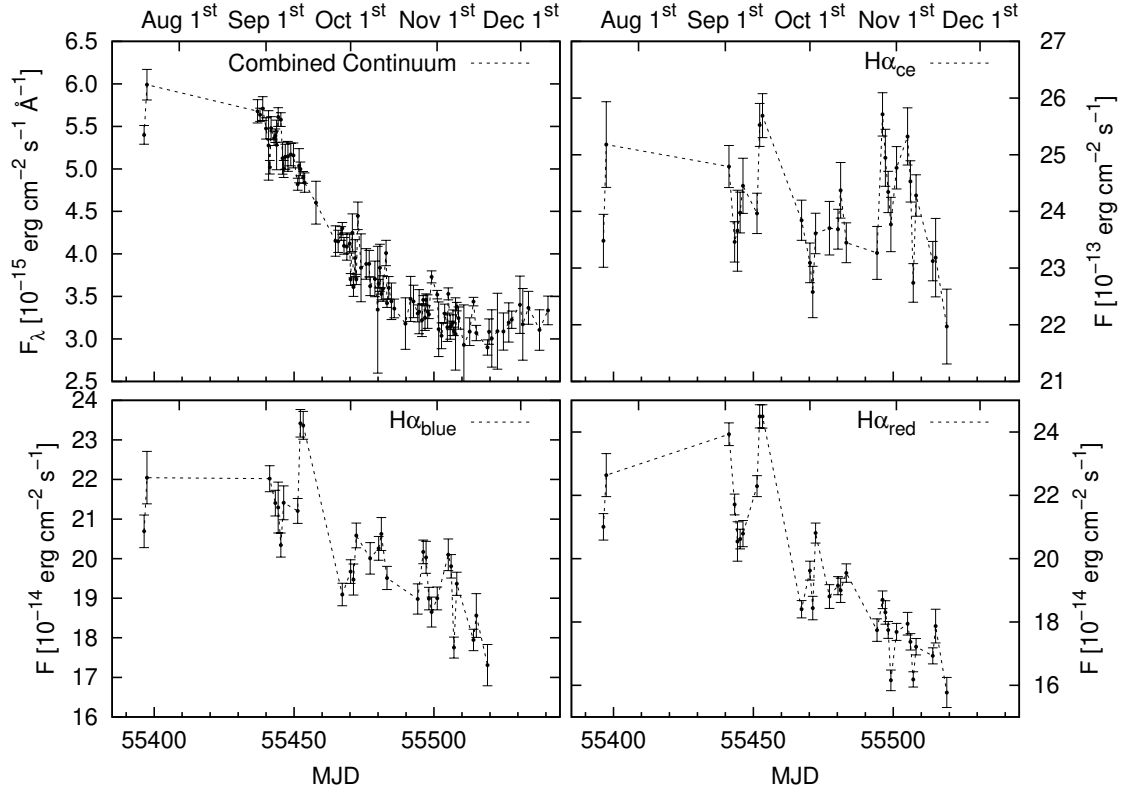 Aug 1st Sep 1st Oct 1st Nov 1st Dec 1st Aug 1st Sep 1st Oct 1st Nov 1st Dec 1st
6.5
6.0
5.5
5.0
4.5
4.0
3.5
3.0
2.5
Fλ [10−15 erg cm−2 s−1 Å−1]
Combined Continuum
Hαce
27
26
25
24
23
22
21
F [10−13 erg cm−2 s−1]
24
23
22
21
20
19
18
17
16
F [10−14 erg cm−2 s−1]
Hαblue
Hαred
24
22
20
18
16
F [10−14 erg cm−2 s−1]
55400 55450 55500 55400 55450 55500
MJD MJD